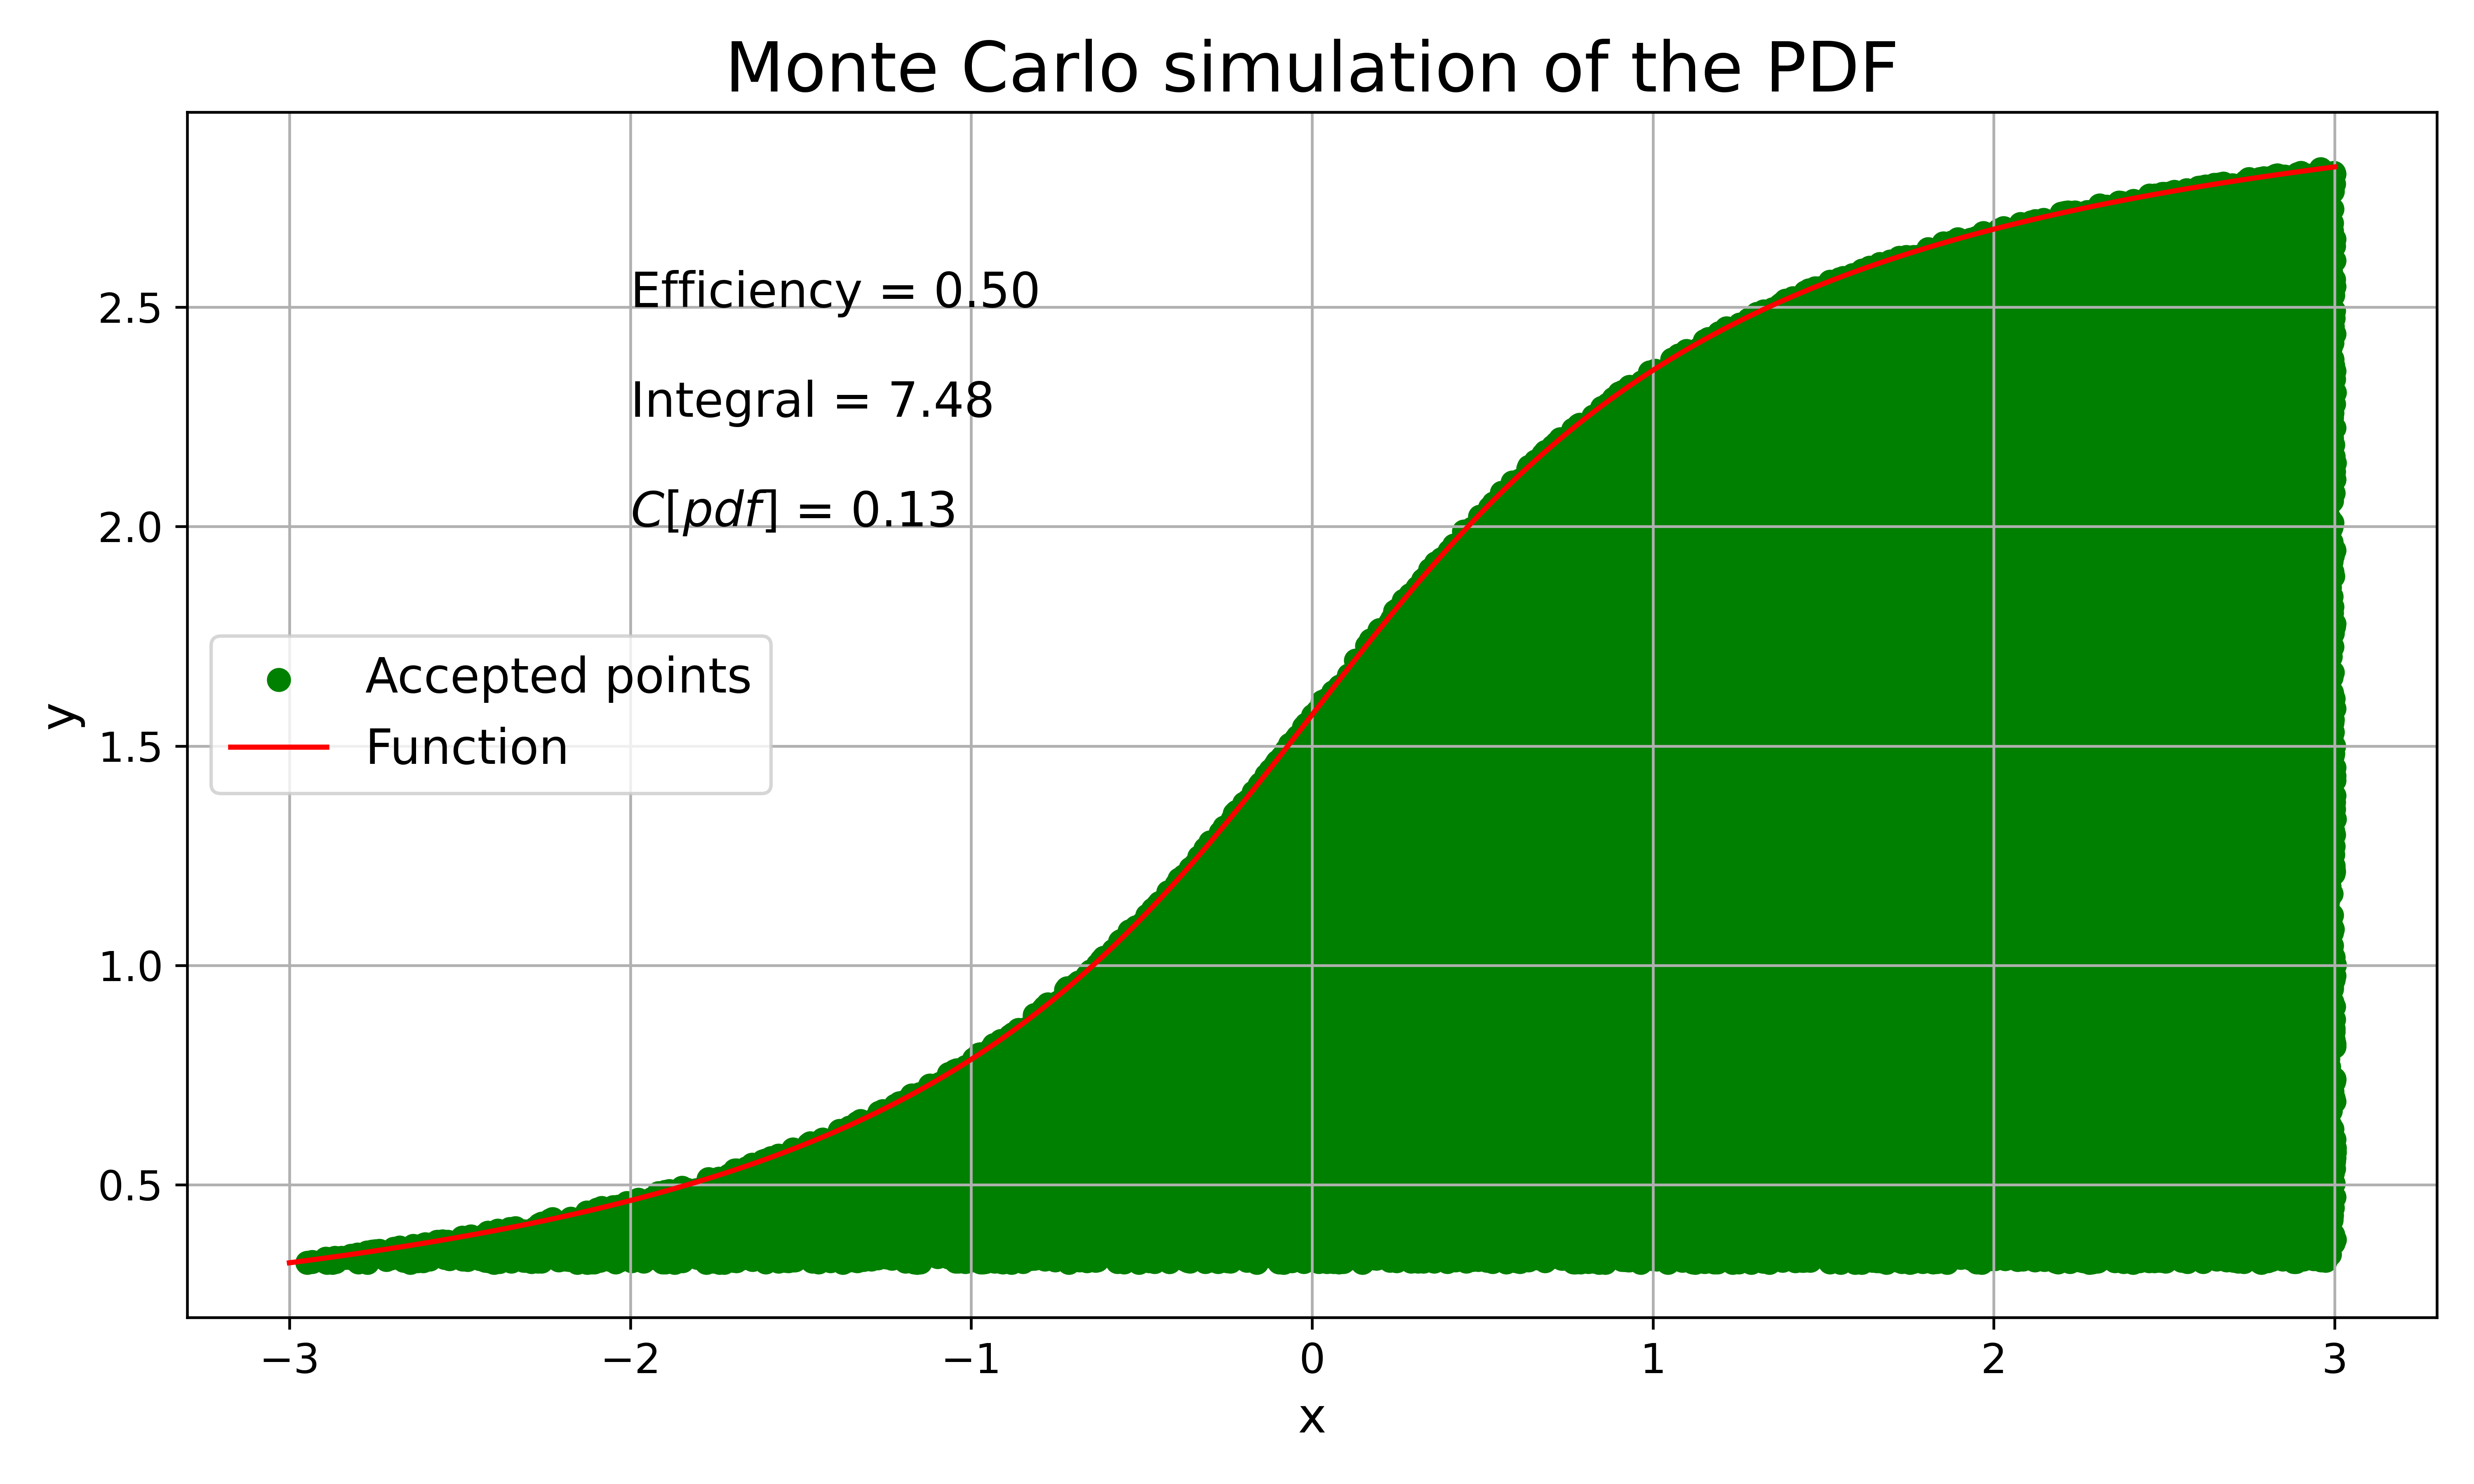 Monte Carlo simulation of the PDF
Efficiency = 0.50
Integral = 7.48
C[pdf] = 0.13
Accepted points
Function
y
2.5
2.0
1.5
1.0
0.5
−3 −2 −1 0 1 2 3
x